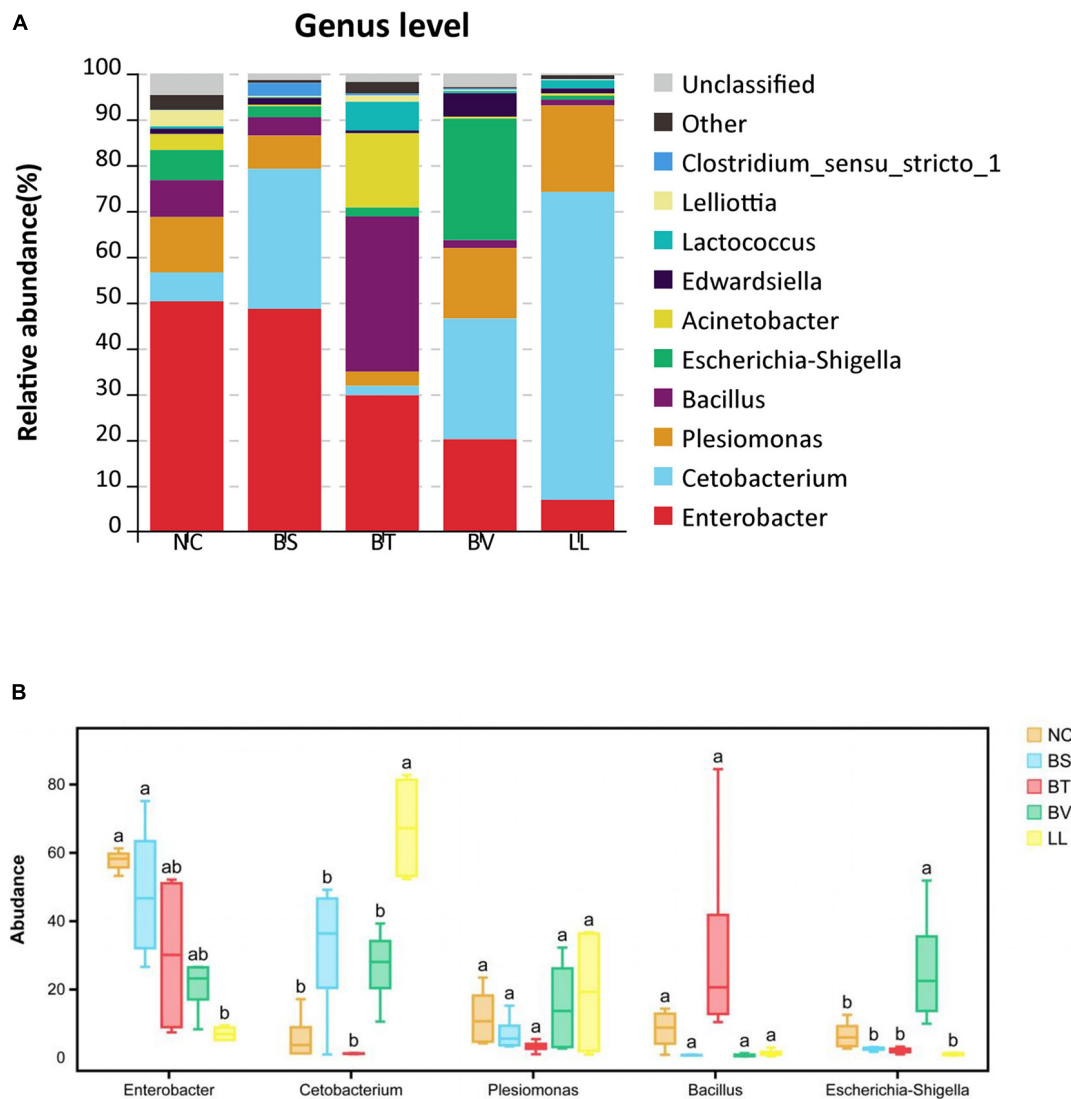 A
Genus level
Relative abundance(%)
100
90
80
70
60
50
40
30
20
10
0
NC
BS
BT
BV
LL
Unclassified
Other
Clostridium_sensu_stricto_1
Lelliottia
Lactococcus
Edwardsiella
Acinetobacter
Escherichia-Shigella
Bacillus
Plesiomonas
Cetobacterium
Enterobacter
B
Abudance
80
60
40
20
0
a
a
ab
ab
b
b
b
b
b
a
a
a
a
a
a
a
a
a
a
a
b
b
b
a
b
Enterobacter
Cetobacterium
Plesiomonas
Bacillus
Escherichia-Shigella
NC
BS
BT
BV
LL